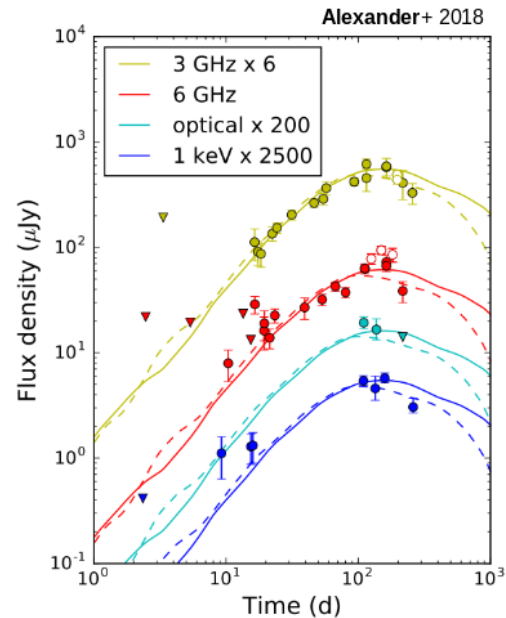 Alexander+ 2018
3 GHz x 6
6 GHz
optical x 200
1 keV x 2500
Flux density (μJy)
10^4
10^3
10^2
10^1
10^0
10^-1
10^0 10^1 10^2 10^3
Time (d)